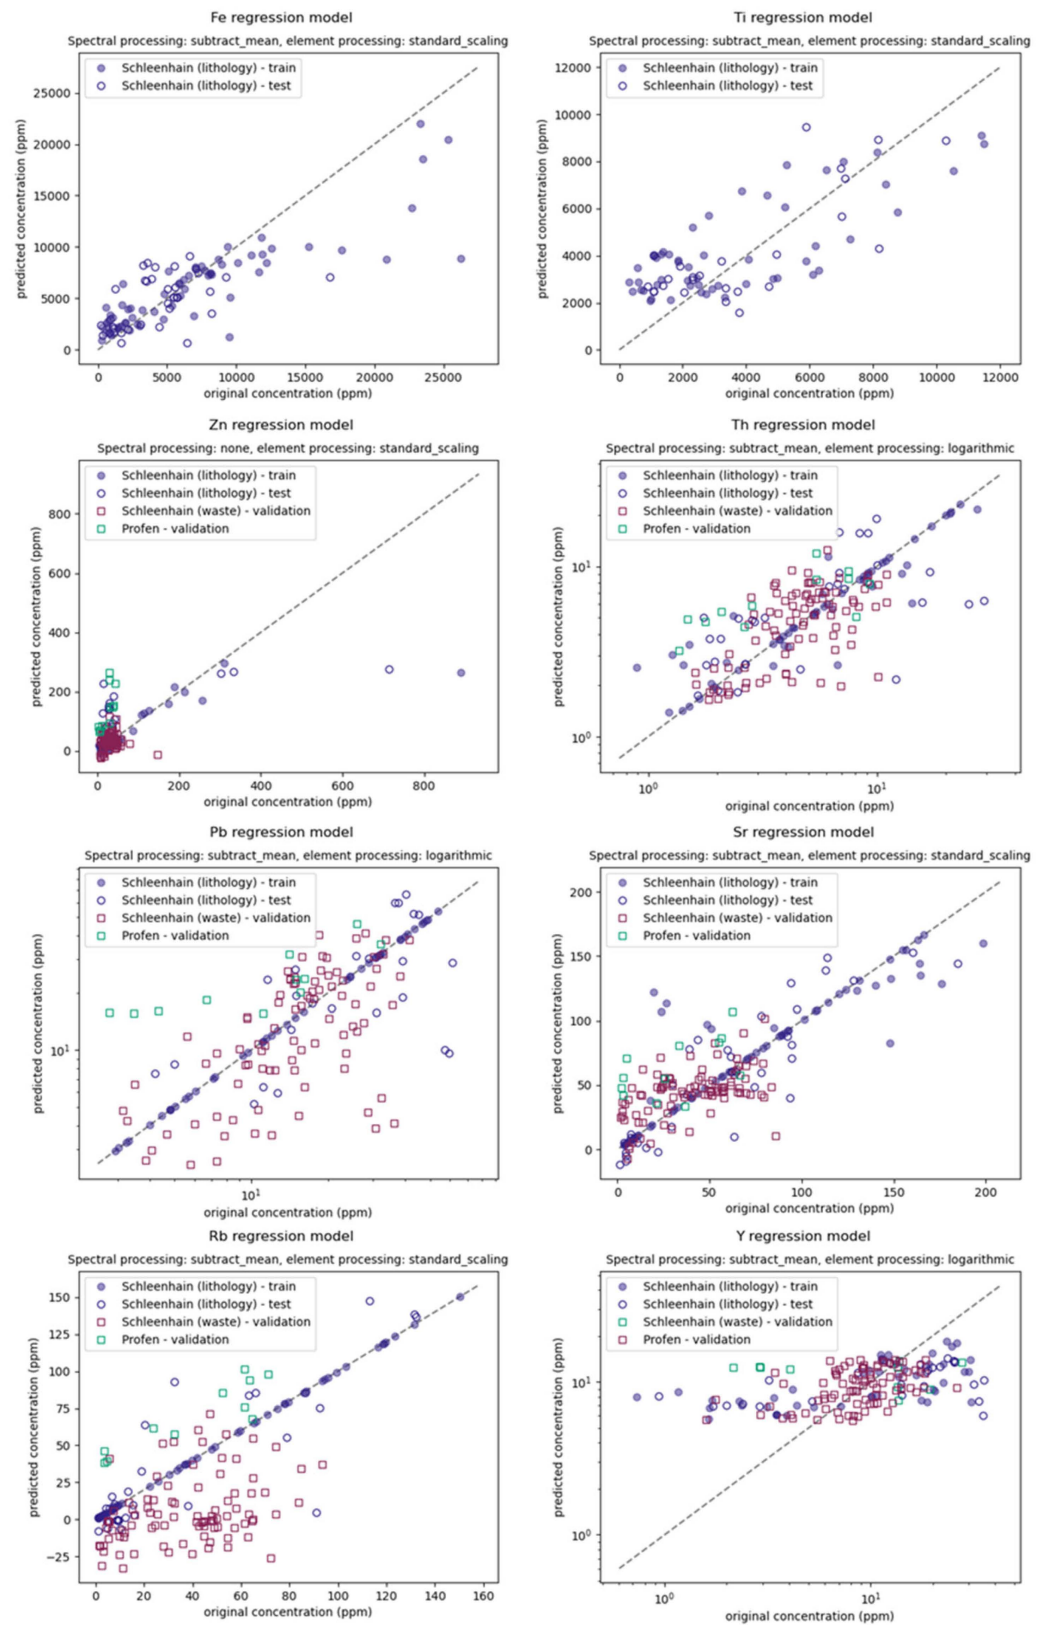 Fe regression model
Spectral processing: subtract_mean, element processing: standard_scaling
Schleenhain (lithology) - train
Schleenhain (lithology) - test
25000
20000
15000
10000
5000
0
predicted concentration (ppm)
0 5000 10000 15000 20000 25000
original concentration (ppm)
Ti regression model
Spectral processing: subtract_mean, element processing: standard_scaling
Schleenhain (lithology) - train
Schleenhain (lithology) - test
12000
10000
8000
6000
4000
2000
0
predicted concentration (ppm)
0 2000 4000 6000 8000 10000 12000
original concentration (ppm)
Zn regression model
Spectral processing: none, element processing: standard_scaling
Schleenhain (lithology) - train
Schleenhain (lithology) - test
Schleenhain (waste) - validation
Profen - validation
800
600
400
200
0
predicted concentration (ppm)
0 200 400 600 800
original concentration (ppm)
Th regression model
Spectral processing: subtract_mean, element processing: logarithmic
Schleenhain (lithology) - train
Schleenhain (lithology) - test
Schleenhain (waste) - validation
Profen - validation
10¹
10⁰
predicted concentration (ppm)
10⁰ 10¹
original concentration (ppm)
Pb regression model
Spectral processing: subtract_mean, element processing: logarithmic
Schleenhain (lithology) - train
Schleenhain (lithology) - test
Schleenhain (waste) - validation
Profen - validation
10¹
predicted concentration (ppm)
10¹
original concentration (ppm)
Sr regression model
Spectral processing: subtract_mean, element processing: standard_scaling
Schleenhain (lithology) - train
Schleenhain (lithology) - test
Schleenhain (waste) - validation
Profen - validation
200
150
100
50
0
predicted concentration (ppm)
0 50 100 150 200
original concentration (ppm)
Rb regression model
Spectral processing: subtract_mean, element processing: standard_scaling
Schleenhain (lithology) - train
Schleenhain (lithology) - test
Schleenhain (waste) - validation
Profen - validation
150
125
100
75
50
25
0
−25
predicted concentration (ppm)
0 20 40 60 80 100 120 140 160
original concentration (ppm)
Y regression model
Spectral processing: subtract_mean, element processing: logarithmic
Schleenhain (lithology) - train
Schleenhain (lithology) - test
Schleenhain (waste) - validation
Profen - validation
10¹
10⁰
predicted concentration (ppm)
10⁰ 10¹
original concentration (ppm)